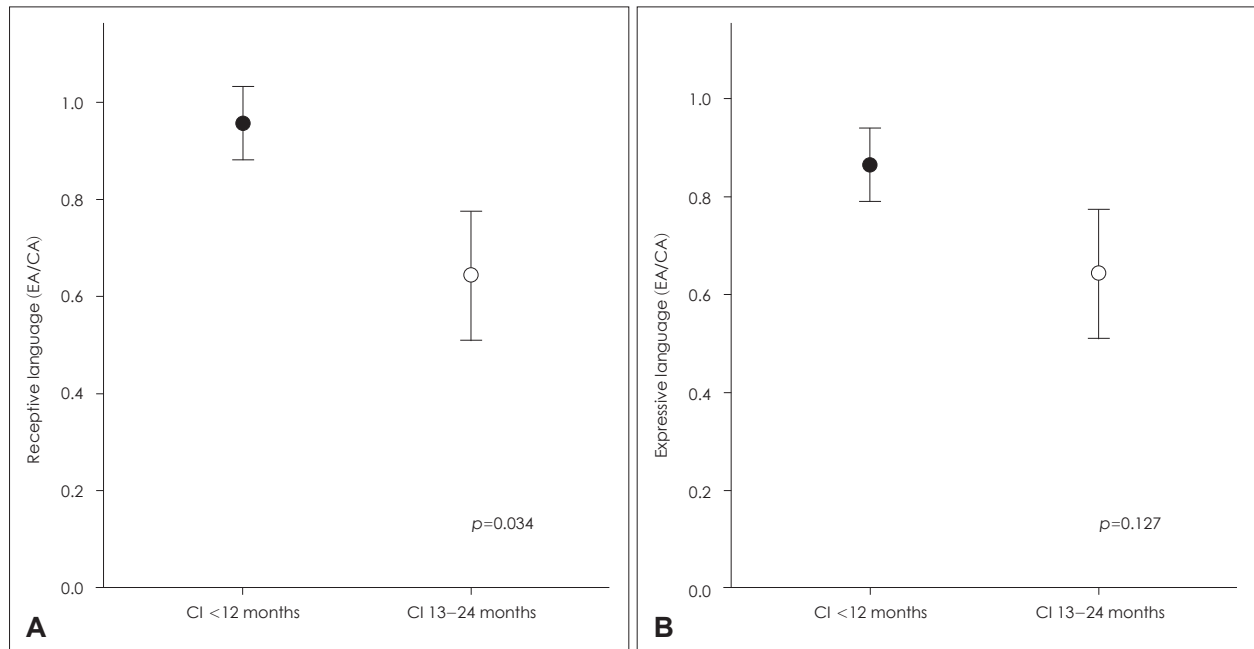 Receptive language (EA/CA)
1.0
0.8
0.6
0.4
0.2
0.0
p=0.034
CI <12 months
CI 13–24 months
A
Expressive language (EA/CA)
1.0
0.8
0.6
0.4
0.2
0.0
p=0.127
CI <12 months
CI 13–24 months
B